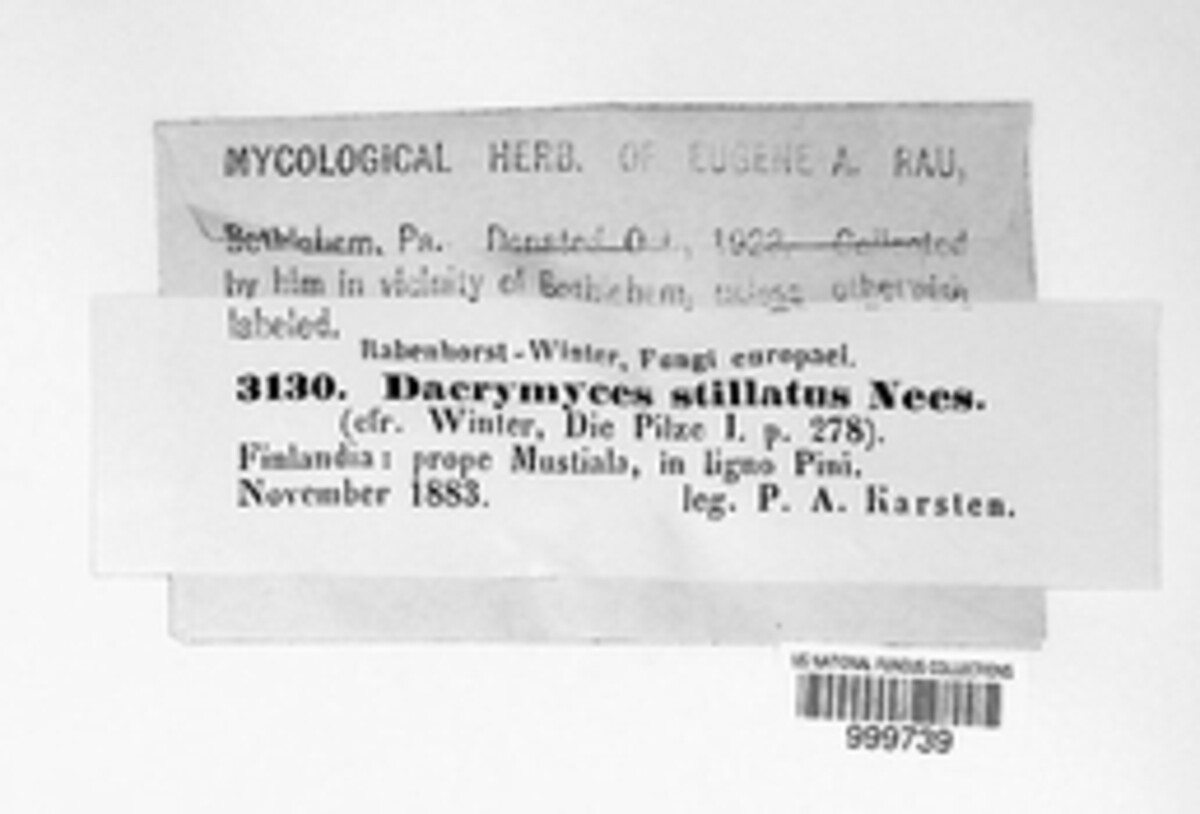 MYCOLOGICAL HERB. OF EUGENE A. RAU,
Bethlehem, Pa. Donated Oct., 1922. Collected
by him in vicinity of Bethlehem, unless otherwise
labeled.
Rabenhorst-Winter, Fungi europaei.
3130. Dacrymyces stillatus Nees.
(cfr. Winter, Die Pilze I. p. 278).
Finlandia: prope Mustiala, in ligno Pini.
November 1883. leg. P. A. Karsten.
US NATIONAL FUNGUS COLLECTIONS
999739